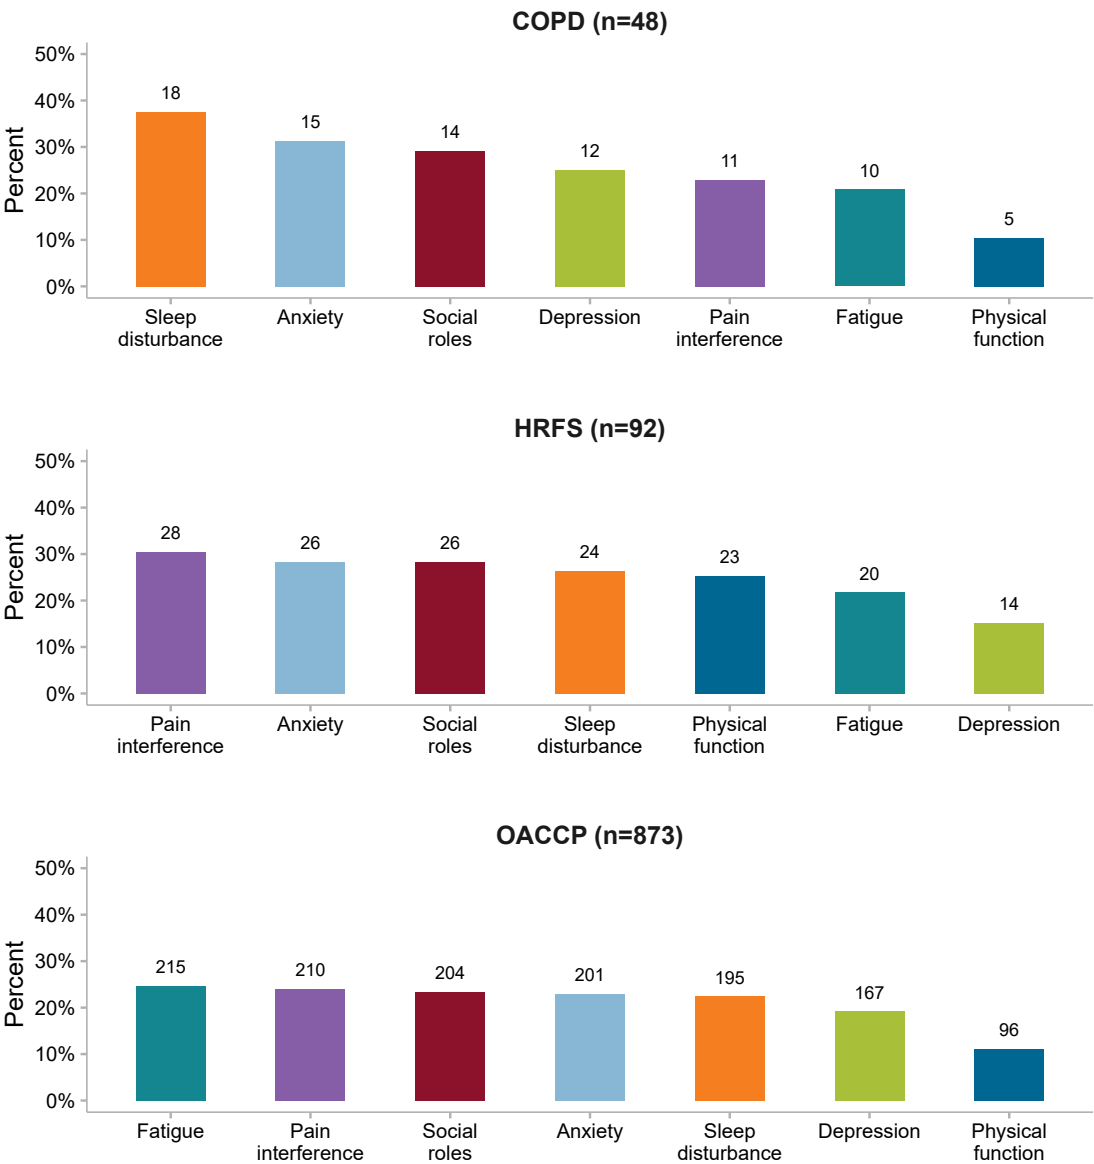 COPD (n=48)
Percent
50%
40%
30%
20%
10%
0%
18
15
14
12
11
10
5
Sleep
disturbance
Anxiety
Social
roles
Depression
Pain
interference
Fatigue
Physical
function
HRFS (n=92)
Percent
50%
40%
30%
20%
10%
0%
28
26
26
24
23
20
14
Pain
interference
Anxiety
Social
roles
Sleep
disturbance
Physical
function
Fatigue
Depression
OACCP (n=873)
Percent
50%
40%
30%
20%
10%
0%
215
210
204
201
195
167
96
Fatigue
Pain
interference
Social
roles
Anxiety
Sleep
disturbance
Depression
Physical
function